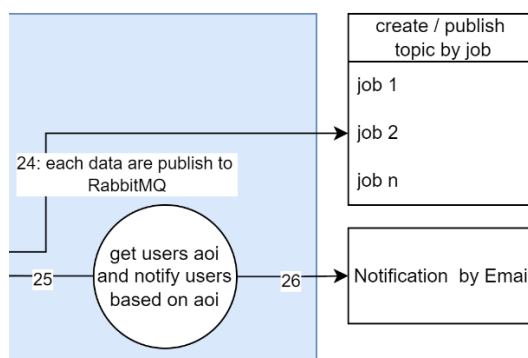 create / publish
topic by job
job 1
job 2
job n
24: each data are publish to
RabbitMQ
get users aoi
and notify users
based on aoi
25
26
Notification by Emai